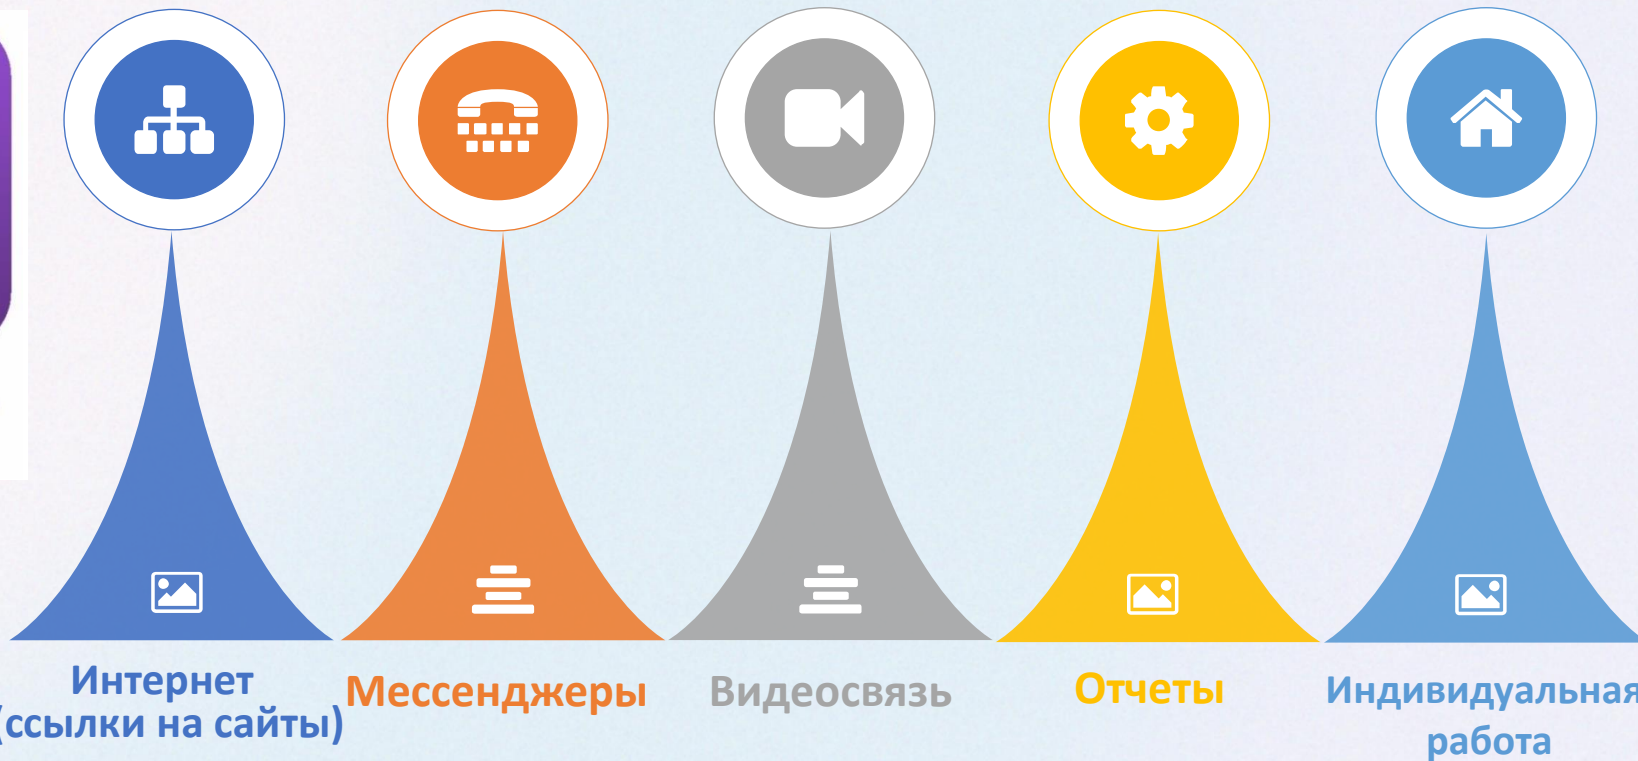 Интернет
(ссылки на сайты)
Мессенджеры
Видеосвязь
Отчеты
Индивидуальная
работа